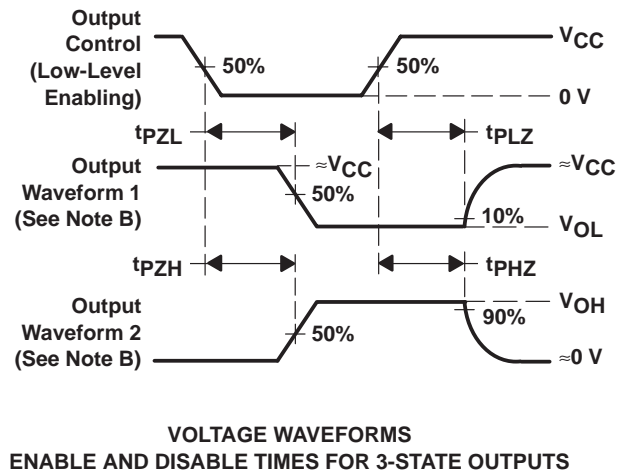 Output
Control
(Low-Level
Enabling)
50%
50%
VCC
0 V
tPZL
tPLZ
Output
Waveform 1
(See Note B)
≈VCC
50%
≈VCC
10%
VOL
tPZH
tPHZ
Output
Waveform 2
(See Note B)
50%
VOH
90%
≈0 V
VOLTAGE WAVEFORMS
ENABLE AND DISABLE TIMES FOR 3-STATE OUTPUTS